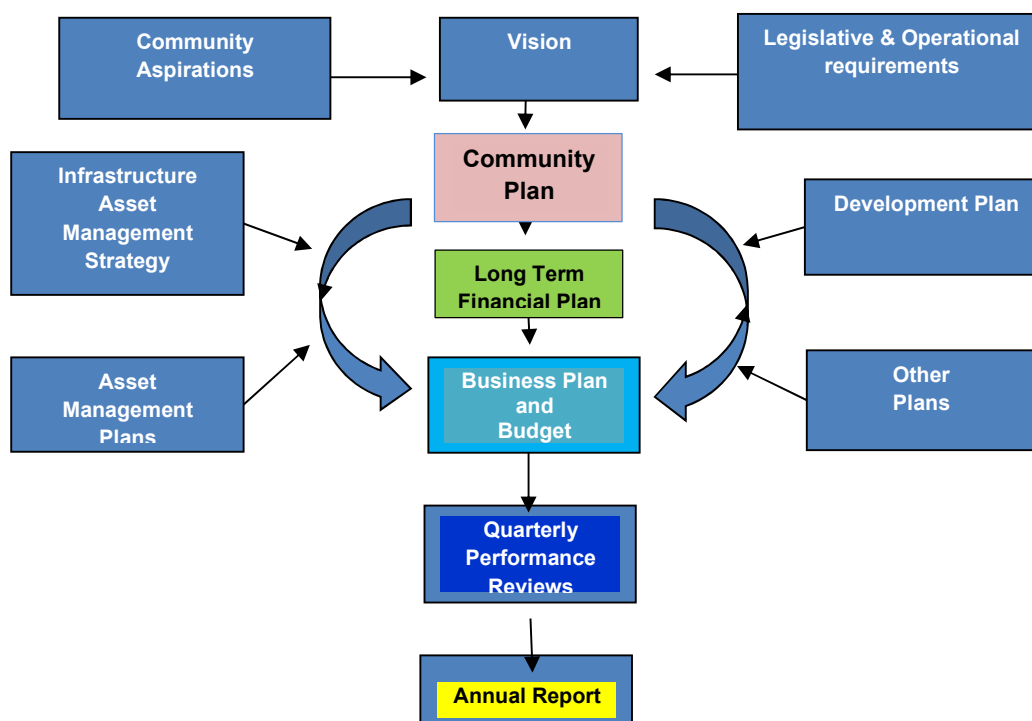 Community
Aspirations
Vision
Legislative & Operational
requirements
Community
Plan
Infrastructure
Asset
Management
Strategy
Development Plan
Long Term
Financial Plan
Asset
Management
Plans
Business Plan
and
Budget
Other
Plans
Quarterly
Performance
Reviews
Annual Report